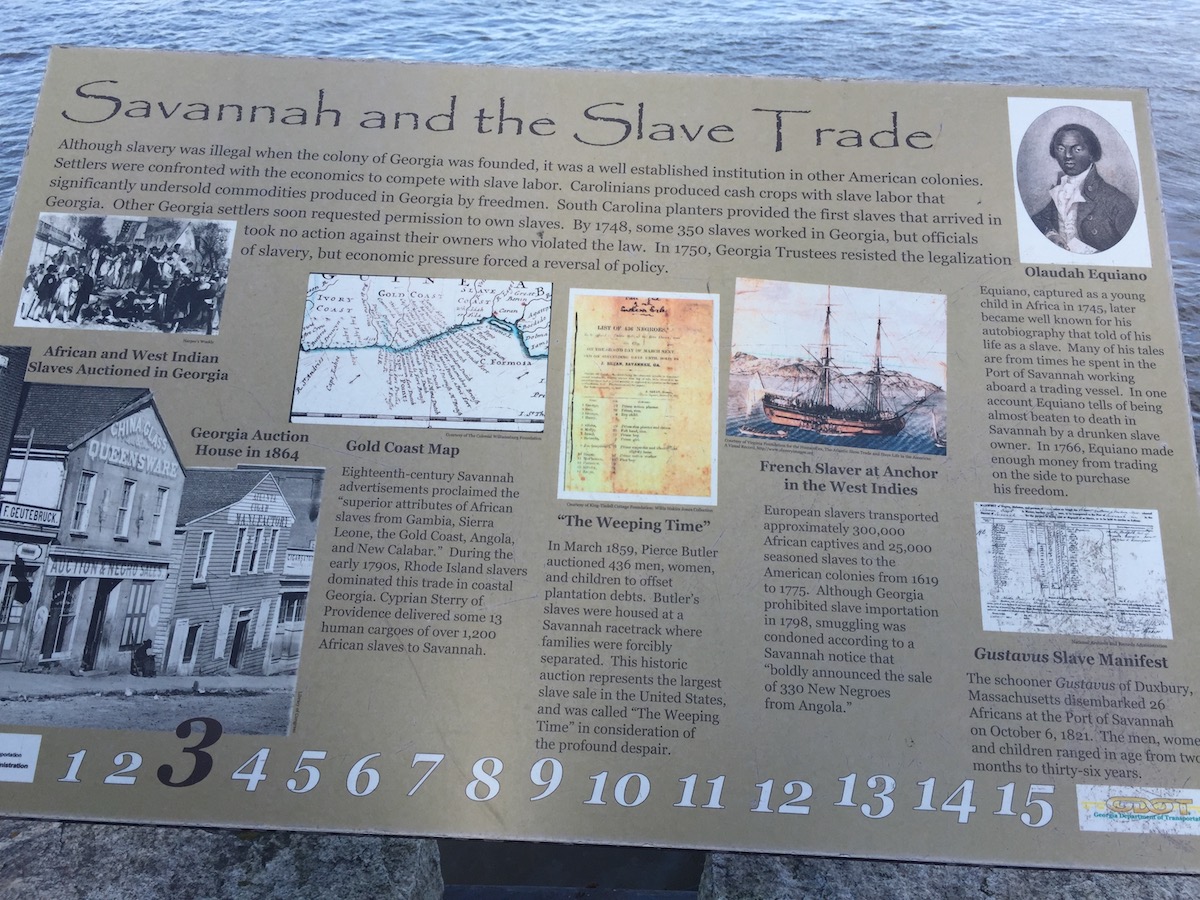 Savannah and the Slave Trade
Although slavery was illegal when the colony of Georgia was founded, it was a well established institution in other American colonies.
Settlers were confronted with the economics to compete with slave labor. Carolinians produced cash crops with slave labor that
significantly undersold commodities produced in Georgia by freedmen. South Carolina planters provided the first slaves that arrived in
Georgia. Other Georgia settlers soon requested permission to own slaves. By 1748, some 350 slaves worked in Georgia, but officials
took no action against their owners who violated the law. In 1750, Georgia Trustees resisted the legalization
of slavery, but economic pressure forced a reversal of policy.
African and West Indian
Slaves Auctioned in Georgia
Georgia Auction
House in 1864
CHINA GLASS
QUEENSWARE
F. GEUTEBRUCK
AUCTION & NEGRO SALES
GUINEA
IVORY
COAST
GOLD COAST
SLAVE
Benin
C. Formosa
Courtesy of The Colonial Williamsburg Foundation
Gold Coast Map
Eighteenth-century Savannah
advertisements proclaimed the
“superior attributes of African
slaves from Gambia, Sierra
Leone, the Gold Coast, Angola,
and New Calabar.” During the
early 1790s, Rhode Island slavers
dominated this trade in coastal
Georgia. Cyprian Sterry of
Providence delivered some 13
human cargoes of over 1,200
African slaves to Savannah.
LIST OF 436 NEGROES,
“The Weeping Time”
In March 1859, Pierce Butler
auctioned 436 men, women,
and children to offset
plantation debts. Butler’s
slaves were housed at a
Savannah racetrack where
families were forcibly
separated. This historic
auction represents the largest
slave sale in the United States,
and was called “The Weeping
Time” in consideration of
the profound despair.
French Slaver at Anchor
in the West Indies
European slavers transported
approximately 300,000
African captives and 25,000
seasoned slaves to the
American colonies from 1619
to 1775. Although Georgia
prohibited slave importation
in 1798, smuggling was
condoned according to a
Savannah notice that
“boldly announced the sale
of 330 New Negroes
from Angola.”
Olaudah Equiano
Equiano, captured as a young
child in Africa in 1745, later
became well known for his
autobiography that told of his
life as a slave. Many of his tales
are from times he spent in the
Port of Savannah working
aboard a trading vessel. In one
account Equiano tells of being
almost beaten to death in
Savannah by a drunken slave
owner. In 1766, Equiano made
enough money from trading
on the side to purchase
his freedom.
Gustavus Slave Manifest
The schooner Gustavus of Duxbury,
Massachusetts disembarked 26
Africans at the Port of Savannah
on October 6, 1821. The men, wome
and children ranged in age from two
months to thirty-six years.
1 2 3 4 5 6 7 8 9 10 11 12 13 14 15
GDOT
Georgia Department of Transporta